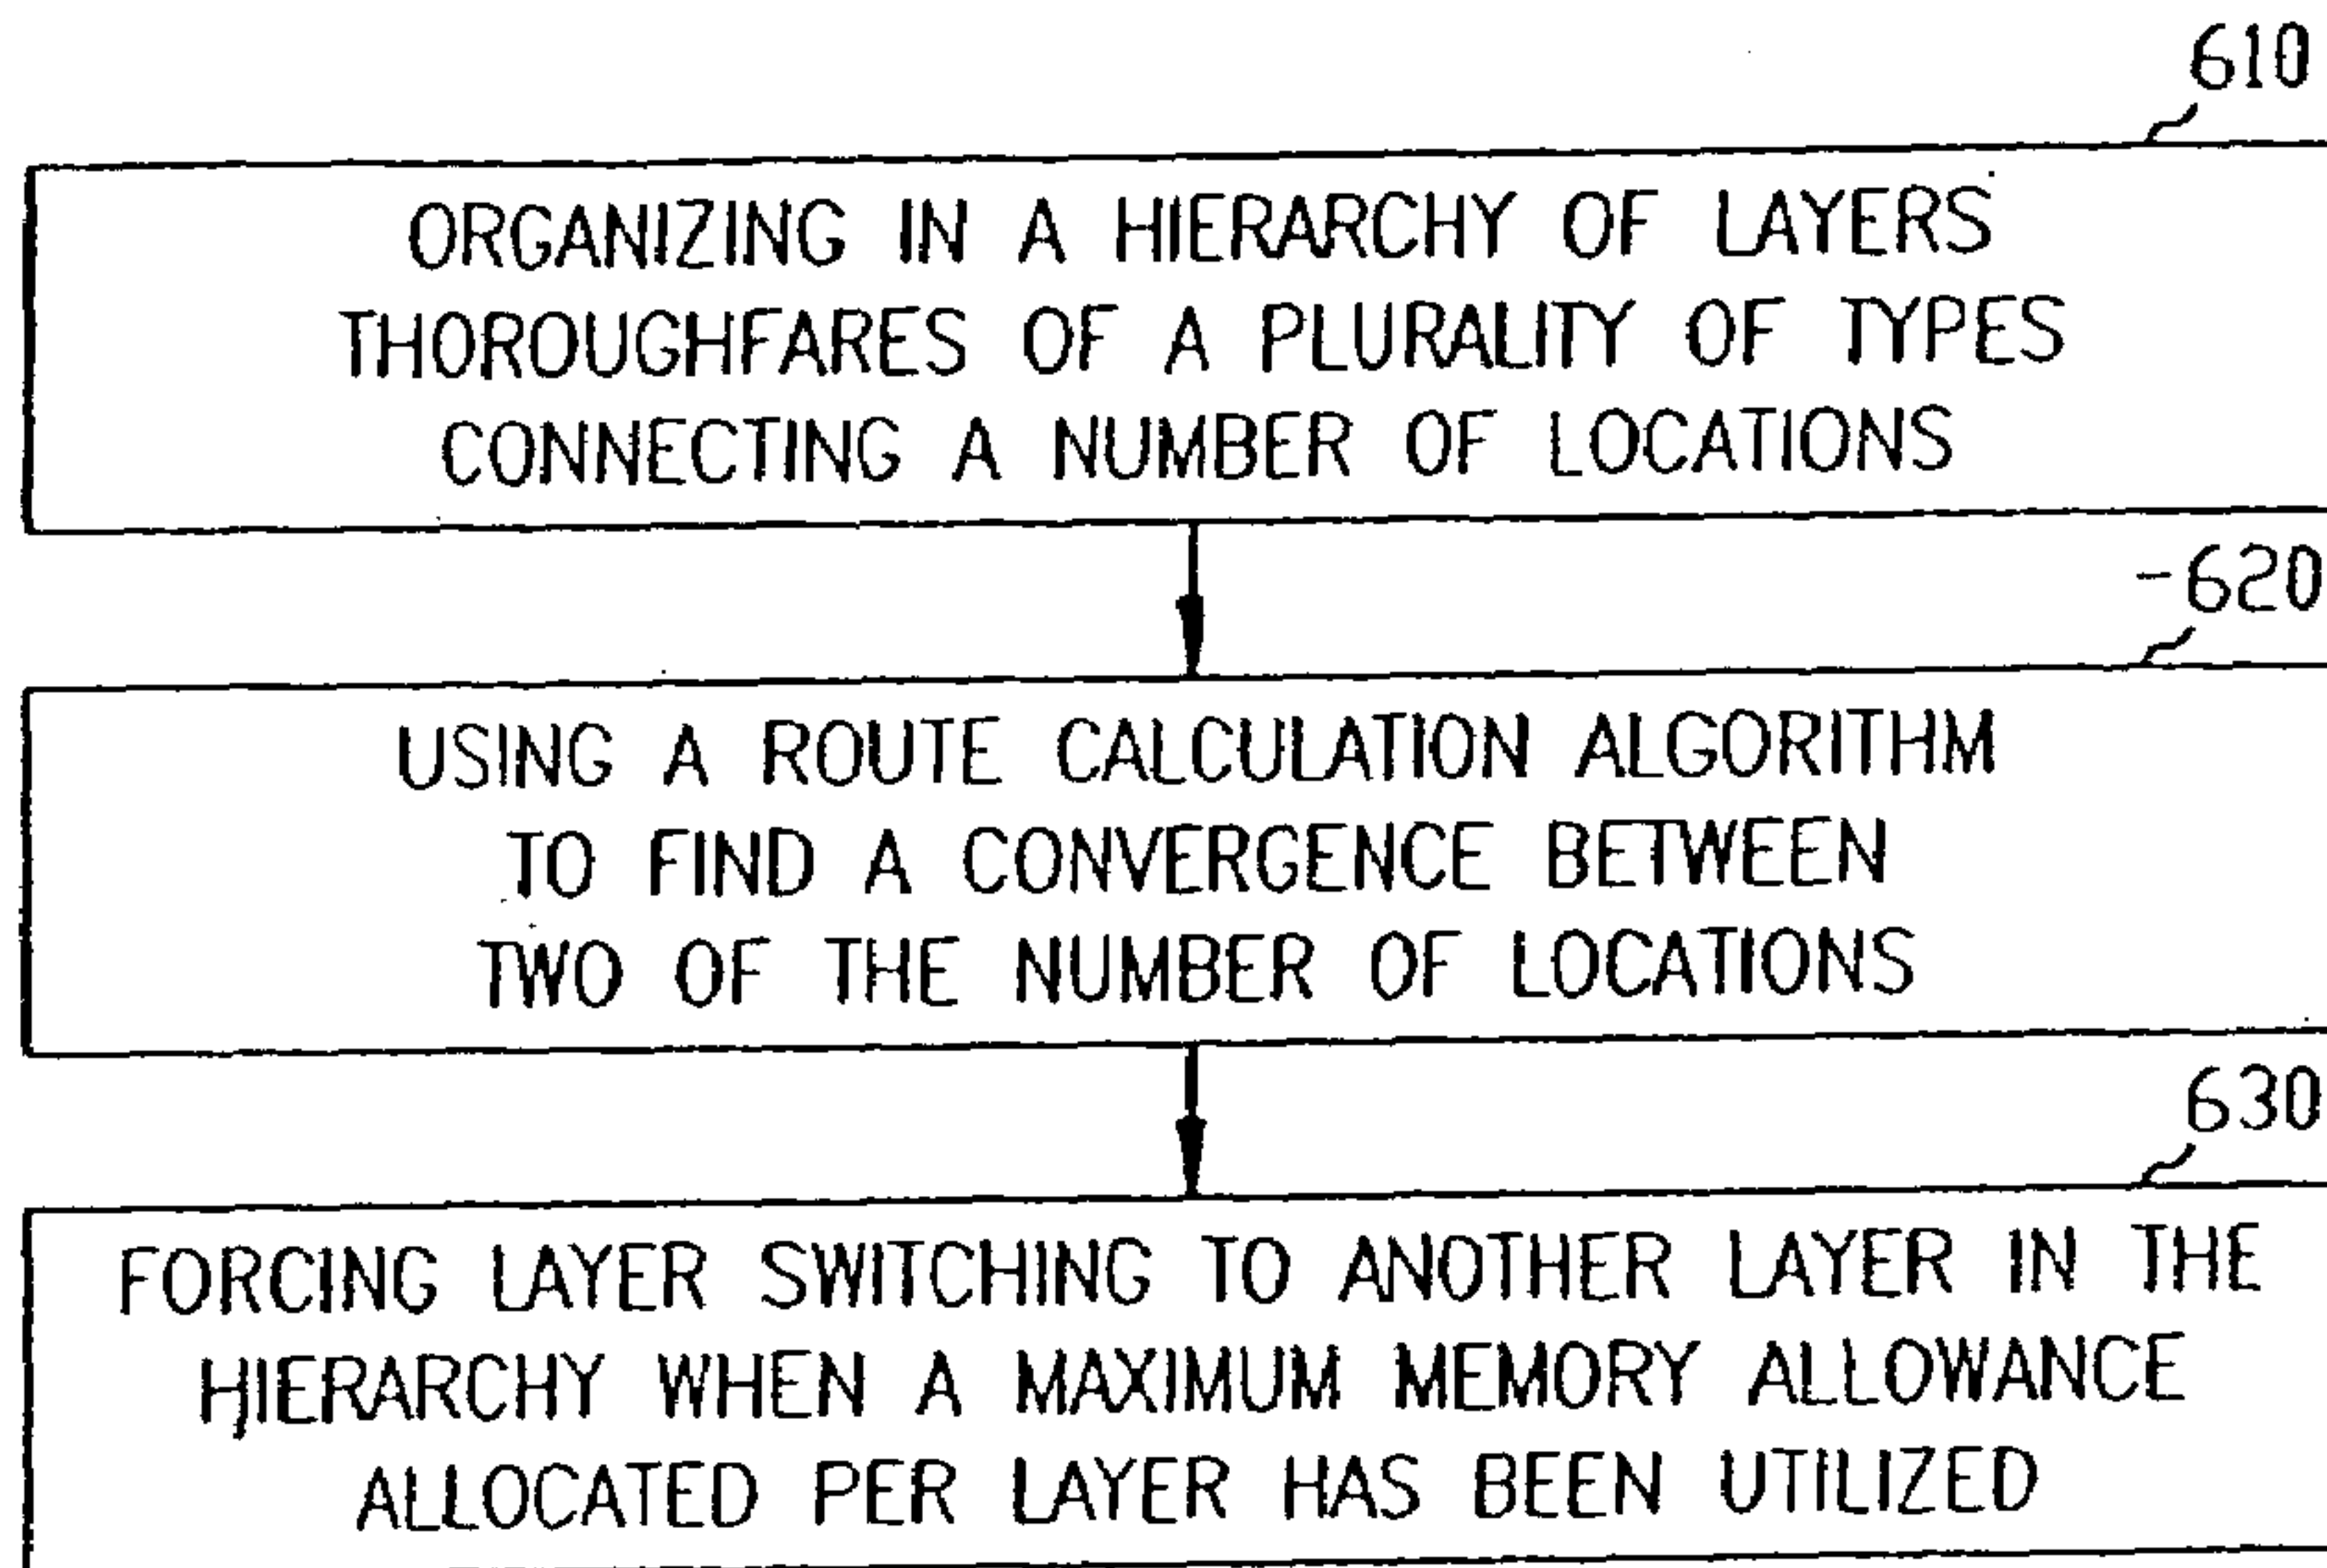 610
ORGANIZING IN A HIERARCHY OF LAYERS
THOROUGHFARES OF A PLURALITY OF TYPES
CONNECTING A NUMBER OF LOCATIONS
620
USING A ROUTE CALCULATION ALGORITHM
TO FIND A CONVERGENCE BETWEEN
TWO OF THE NUMBER OF LOCATIONS
630
FORCING LAYER SWITCHING TO ANOTHER LAYER IN THE
HIERARCHY WHEN A MAXIMUM MEMORY ALLOWANCE
ALLOCATED PER LAYER HAS BEEN UTILIZED